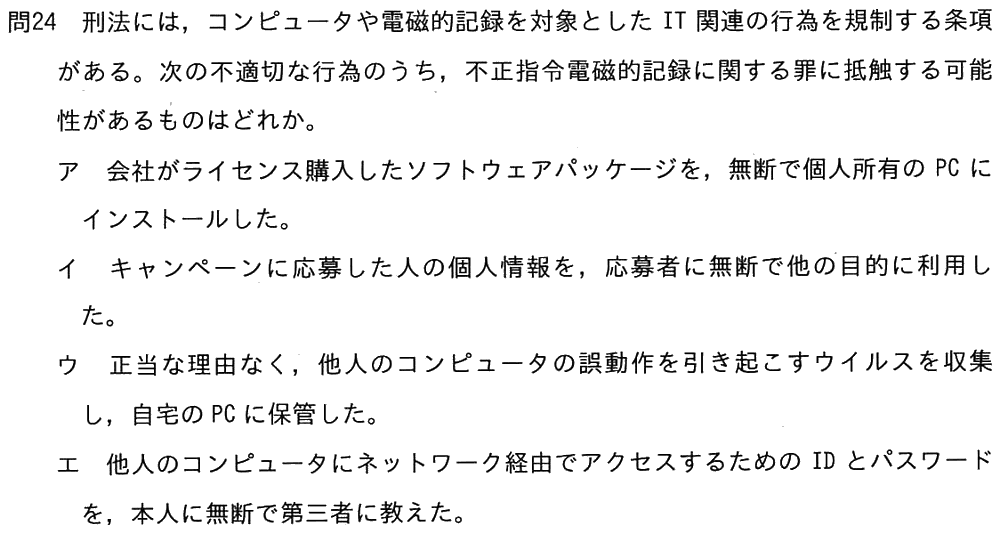 問24　刑法には，コンピュータや電磁的記録を対象とした IT 関連の行為を規制する条項
がある。次の不適切な行為のうち，不正指令電磁的記録に関する罪に抵触する可能
性があるものはどれか。
ア　会社がライセンス購入したソフトウェアパッケージを，無断で個人所有の PC に
インストールした。
イ　キャンペーンに応募した人の個人情報を，応募者に無断で他の目的に利用し
た。
ウ　正当な理由なく，他人のコンピュータの誤動作を引き起こすウイルスを収集
し，自宅の PC に保管した。
エ　他人のコンピュータにネットワーク経由でアクセスするための ID とパスワード
を，本人に無断で第三者に教えた。